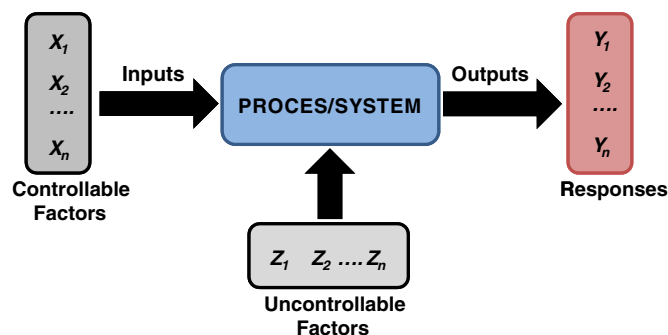 X1
X2
....
Xn
Controllable
Factors
Inputs
PROCES/SYSTEM
Outputs
Y1
Y2
....
Yn
Responses
Z1 Z2 .... Zn
Uncontrollable
Factors